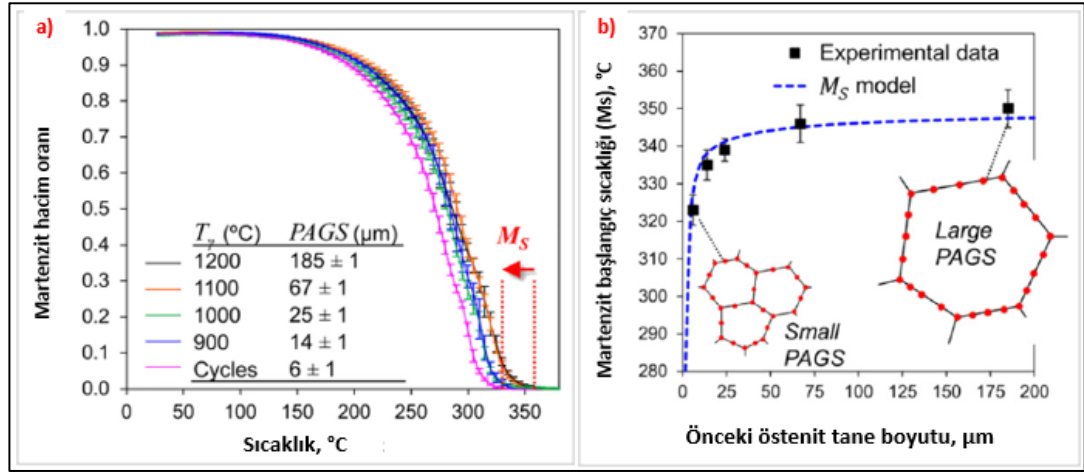 a)
Martenzit hacim oranı
1.0
0.9
0.8
0.7
0.6
0.5
0.4
0.3
0.2
0.1
0.0
Tγ (ºC) PAGS (µm)
1200 185 ± 1
1100 67 ± 1
1000 25 ± 1
900 14 ± 1
Cycles 6 ± 1
MS
0 50 100 150 200 250 300 350
Sıcaklık, °C
b)
Martenzit başlangıç sıcaklığı (Ms), °C
370
360
350
340
330
320
310
300
290
280
Experimental data
MS model
Large
PAGS
Small
PAGS
0 25 50 75 100 125 150 175 200
Önceki östenit tane boyutu, µm